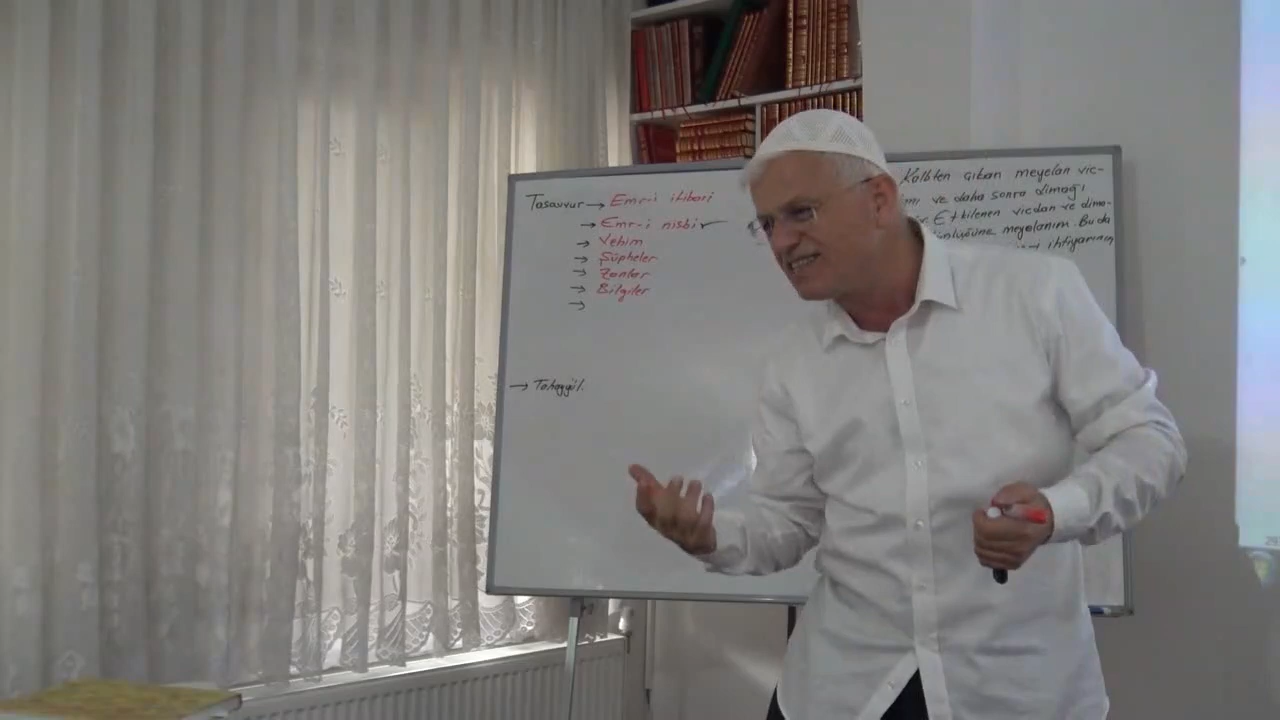 Tasavvur → Emr-i itibari
→ Emr-i nisbi ✓
→ Vehim
→ Şüpheler
→ Zanlar
→ Bilgiler
→
→ Tahayyül.
Kalbten çıkan meyelan vic-
ve daha sonra dimağı
Etkilenen vicdan ve dima-
meyelanım. Bu da
ihtiyarının